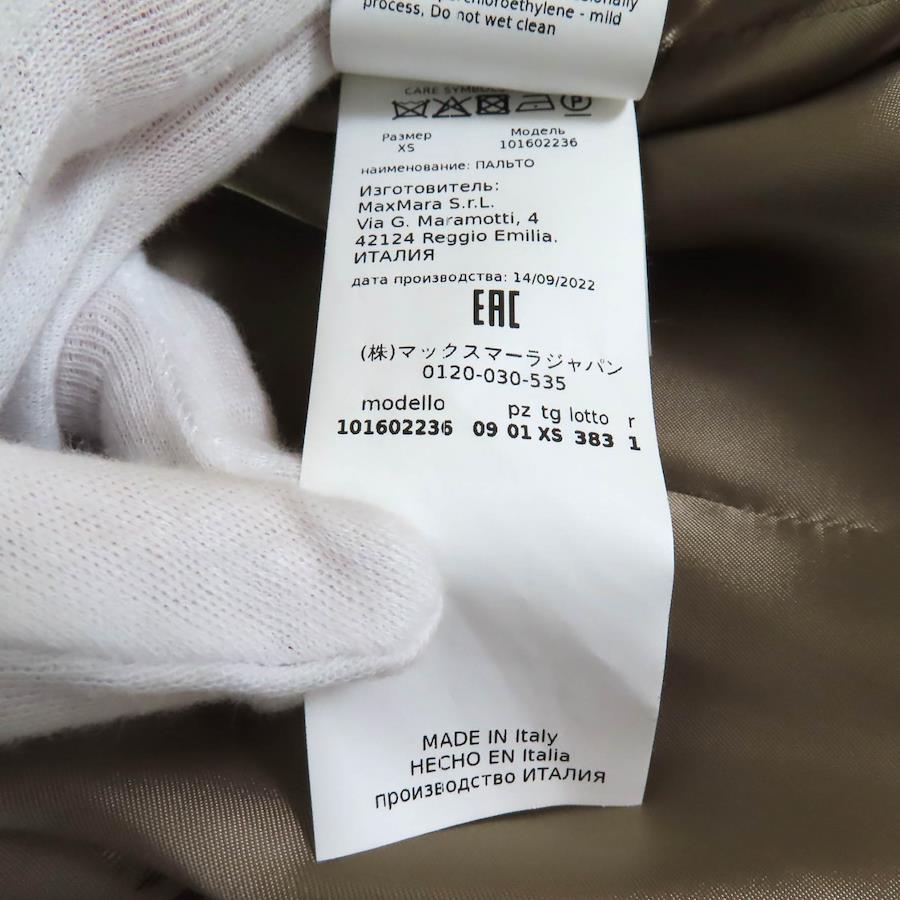 perchloroethylene - mild
process. Do not wet clean
CARE SYMBOLS
P
Размер Модель
XS 101602236
наименование: ПАЛЬТО
Изготовитель:
MaxMara S.r.L.
Via G. Maramotti, 4
42124 Reggio Emilia.
ИТАЛИЯ
дата производства: 14/09/2022
EAC
(株)マックスマーラジャパン
0120-030-535
modello pz tg lotto r
101602236 09 01 XS 383 1
MADE IN Italy
HECHO EN Italia
производство ИТАЛИЯ